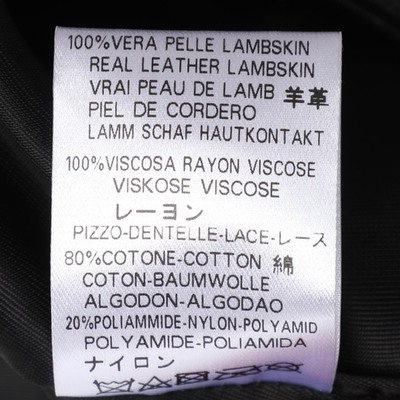 100%VERA PELLE LAMBSKIN
REAL LEATHER LAMBSKIN
VRAI PEAU DE LAMB 羊革
PIEL DE CORDERO
LAMM SCHAF HAUTKONTAKT
100%VISCOSA RAYON VISCOSE
VISKOSE VISCOSE
レーヨン
PIZZO-DENTELLE-LACE-レース
80%COTONE-COTTON 綿
COTON-BAUMWOLLE
ALGODON-ALGODAO
20%POLIAMMIDE-NYLON-POLYAMID
POLYAMIDE-POLIAMIDA
ナイロン